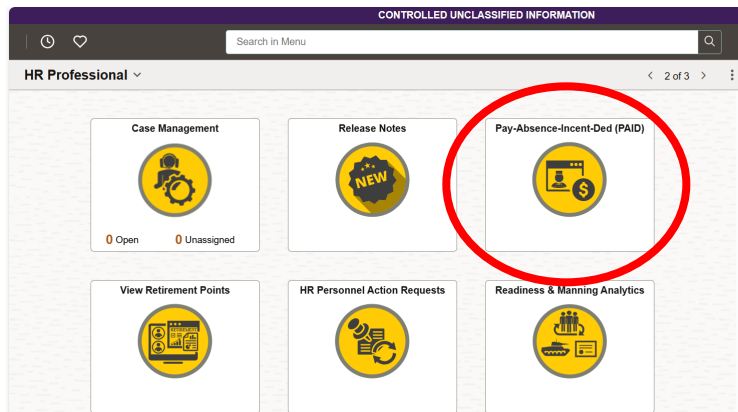 CONTROLLED UNCLASSIFIED INFORMATION
Search in Menu
HR Professional
2 of 3
Case Management
Release Notes
Pay-Absence-Incent-Ded (PAID)
NEW
0 Open 0 Unassigned
View Retirement Points
HR Personnel Action Requests
Readiness & Manning Analytics
RETIREMENT